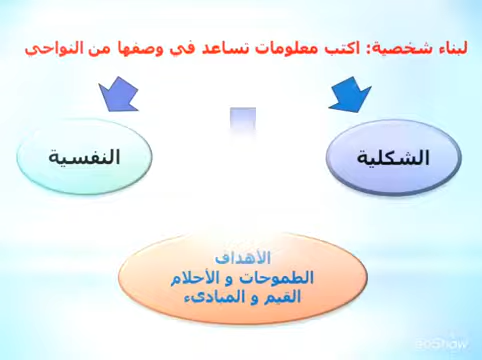 لبناء شخصية: اكتب معلومات تساعد في وصفها من النواحي
الشكلية
النفسية
الأهداف
الطموحات و الأحلام
القيم و المبادىء